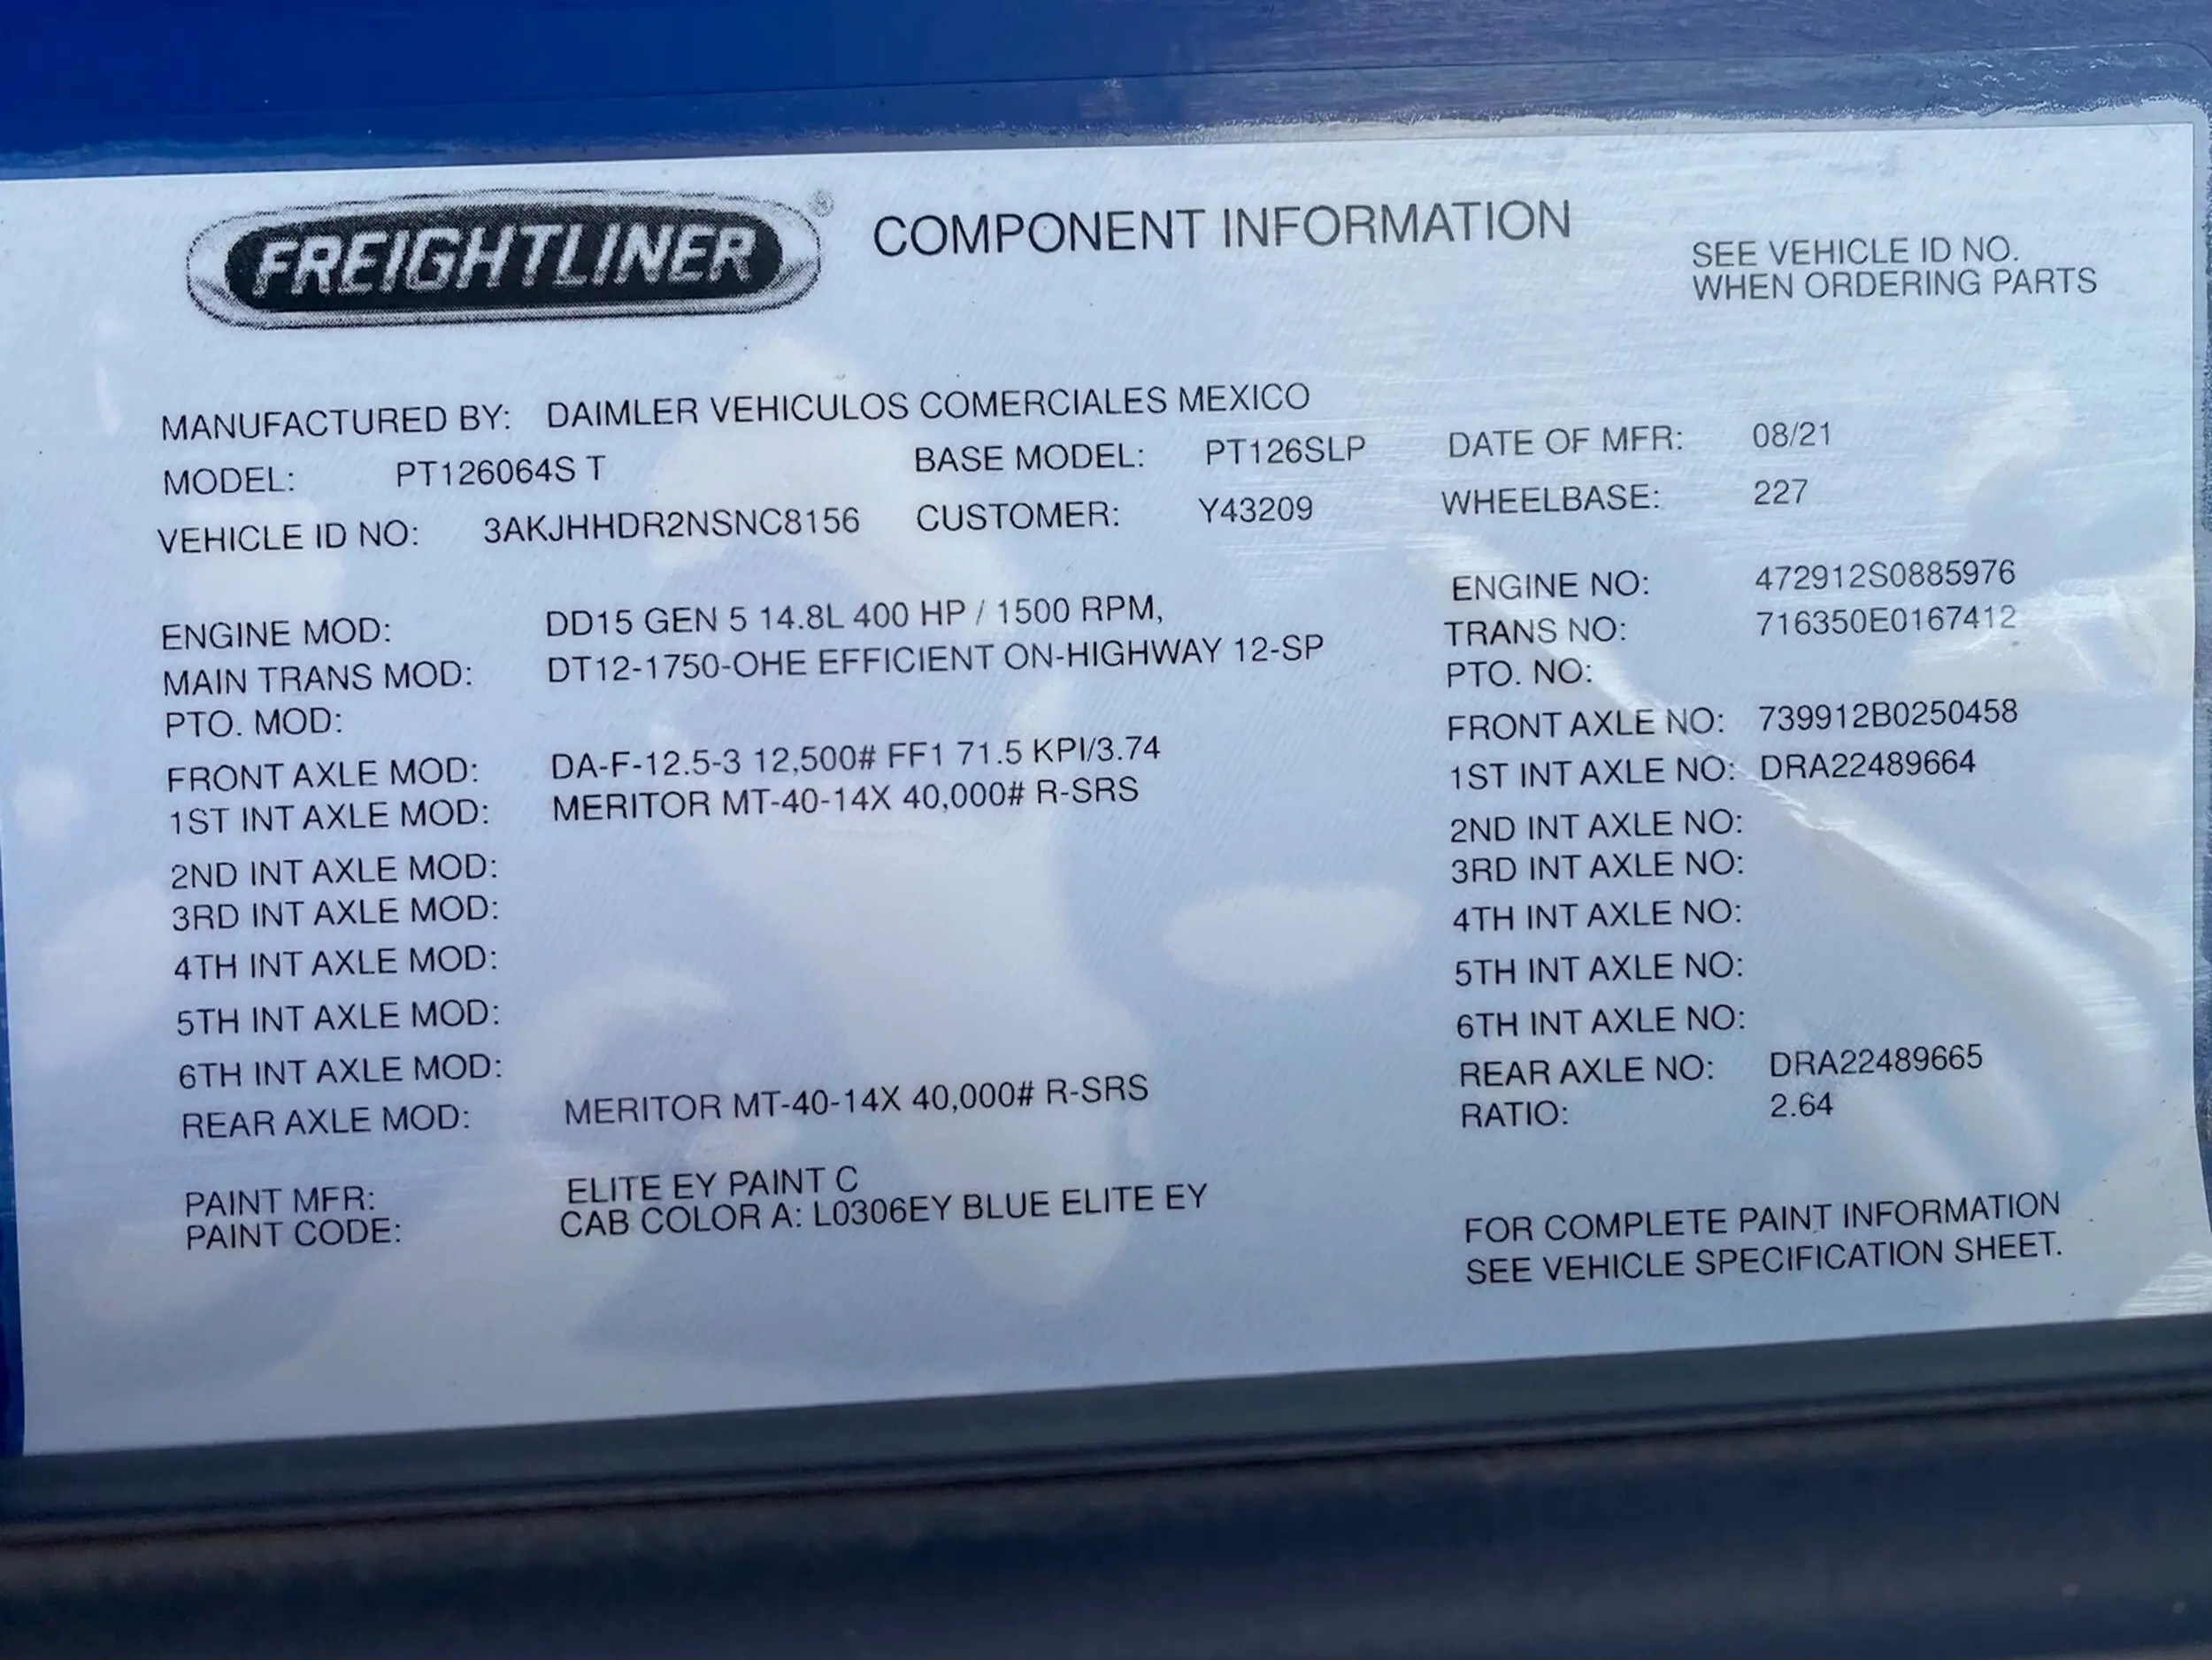 FREIGHTLINER®
COMPONENT INFORMATION
SEE VEHICLE ID NO.
WHEN ORDERING PARTS
MANUFACTURED BY: DAIMLER VEHICULOS COMERCIALES MEXICO
MODEL: PT126064S T BASE MODEL: PT126SLP DATE OF MFR: 08/21
VEHICLE ID NO: 3AKJHHDR2NSNC8156 CUSTOMER: Y43209 WHEELBASE: 227
ENGINE MOD: DD15 GEN 5 14.8L 400 HP / 1500 RPM, ENGINE NO: 472912S0885976
MAIN TRANS MOD: DT12-1750-OHE EFFICIENT ON-HIGHWAY 12-SP TRANS NO: 716350E0167412
PTO. MOD: PTO. NO:
FRONT AXLE MOD: DA-F-12.5-3 12,500# FF1 71.5 KPI/3.74 FRONT AXLE NO: 739912B0250458
1ST INT AXLE MOD: MERITOR MT-40-14X 40,000# R-SRS 1ST INT AXLE NO: DRA22489664
2ND INT AXLE MOD: 2ND INT AXLE NO:
3RD INT AXLE MOD: 3RD INT AXLE NO:
4TH INT AXLE MOD: 4TH INT AXLE NO:
5TH INT AXLE MOD: 5TH INT AXLE NO:
6TH INT AXLE MOD: 6TH INT AXLE NO:
REAR AXLE MOD: MERITOR MT-40-14X 40,000# R-SRS REAR AXLE NO: DRA22489665
RATIO: 2.64
PAINT MFR: ELITE EY PAINT C
PAINT CODE: CAB COLOR A: L0306EY BLUE ELITE EY
FOR COMPLETE PAINT INFORMATION
SEE VEHICLE SPECIFICATION SHEET.